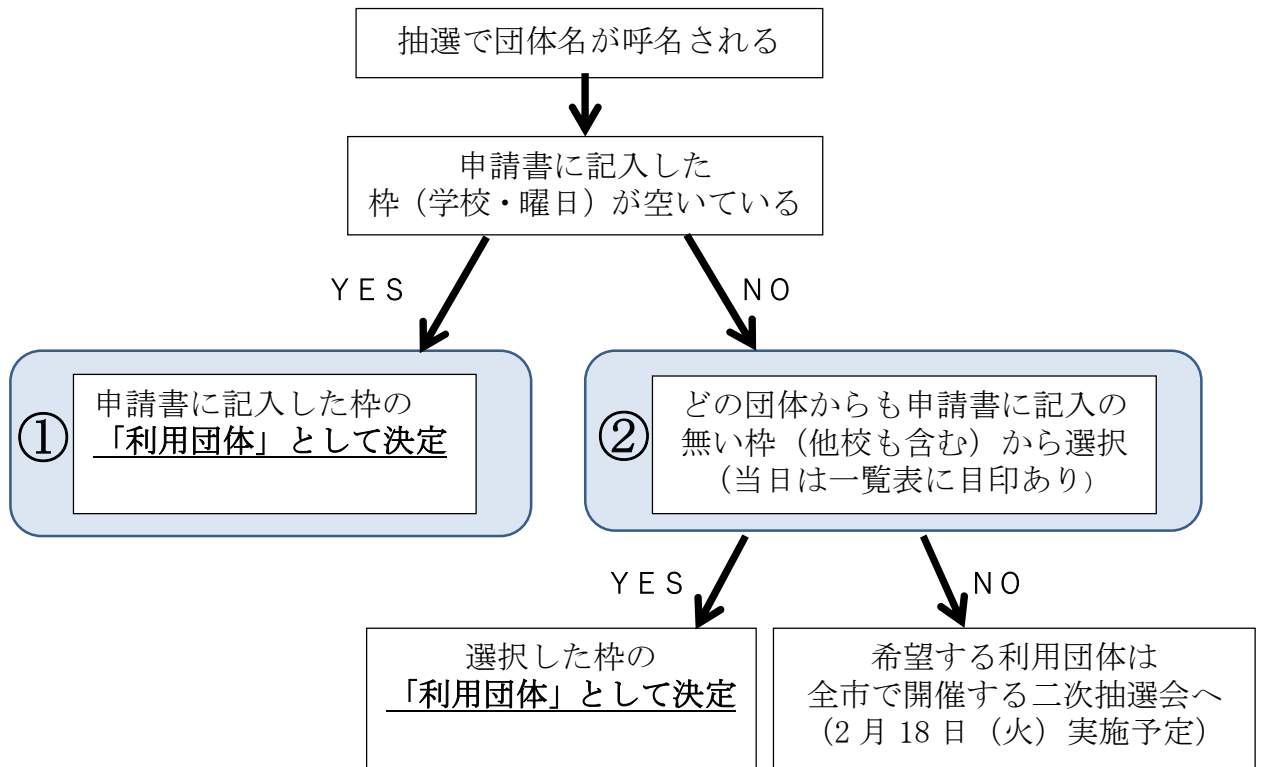 抽選で団体名が呼名される
申請書に記入した
枠（学校・曜日）が空いている
ＹＥＳ
ＮＯ
①
申請書に記入した枠の
「利用団体」として決定
②
どの団体からも申請書に記入の
無い枠（他校も含む）から選択
（当日は一覧表に目印あり）
ＹＥＳ
ＮＯ
選択した枠の
「利用団体」として決定
希望する利用団体は
全市で開催する二次抽選会へ
（2 月 18 日（火）実施予定）